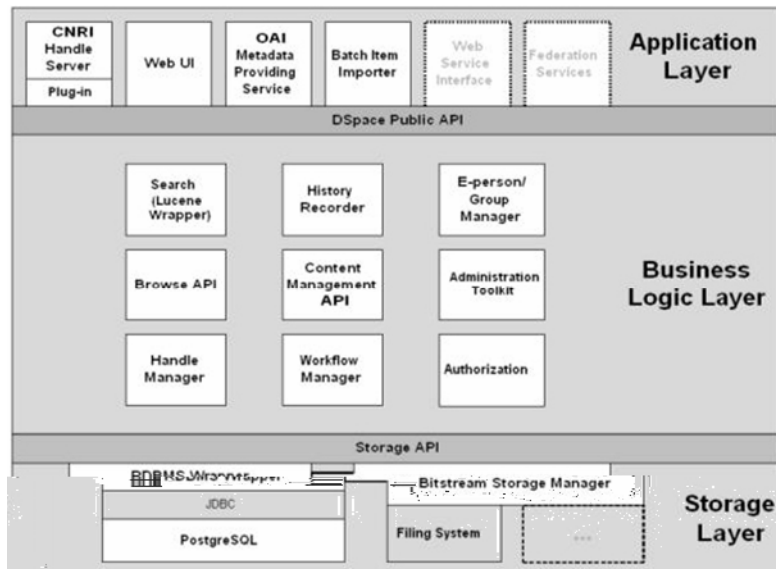 CNRI
Handle
Server
Plug-in
Web UI
OAI
Metadata
Providing
Service
Batch Item
Importer
Web
Service
Interface
Federation
Services
Application
Layer
DSpace Public API
Search
(Lucene
Wrapper)
History
Recorder
E-person/
Group
Manager
Browse API
Content
Management
API
Administration
Toolkit
Business
Logic Layer
Handle
Manager
Workflow
Manager
Authorization
Storage API
Bitstream Storage Manager
JDBC
PostgreSQL
Filing System
...
Storage
Layer